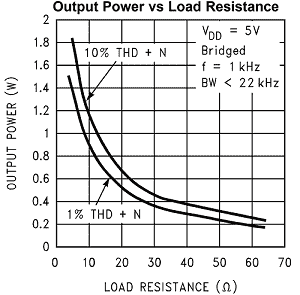 Output Power vs Load Resistance
2
1.8
1.6
1.4
1.2
1
0.8
0.6
0.4
0.2
0
OUTPUT POWER (W)
10% THD + N
1% THD + N
VDD = 5V
Bridged
f = 1 kHz
BW < 22 kHz
0 10 20 30 40 50 60 70
LOAD RESISTANCE (Ω)